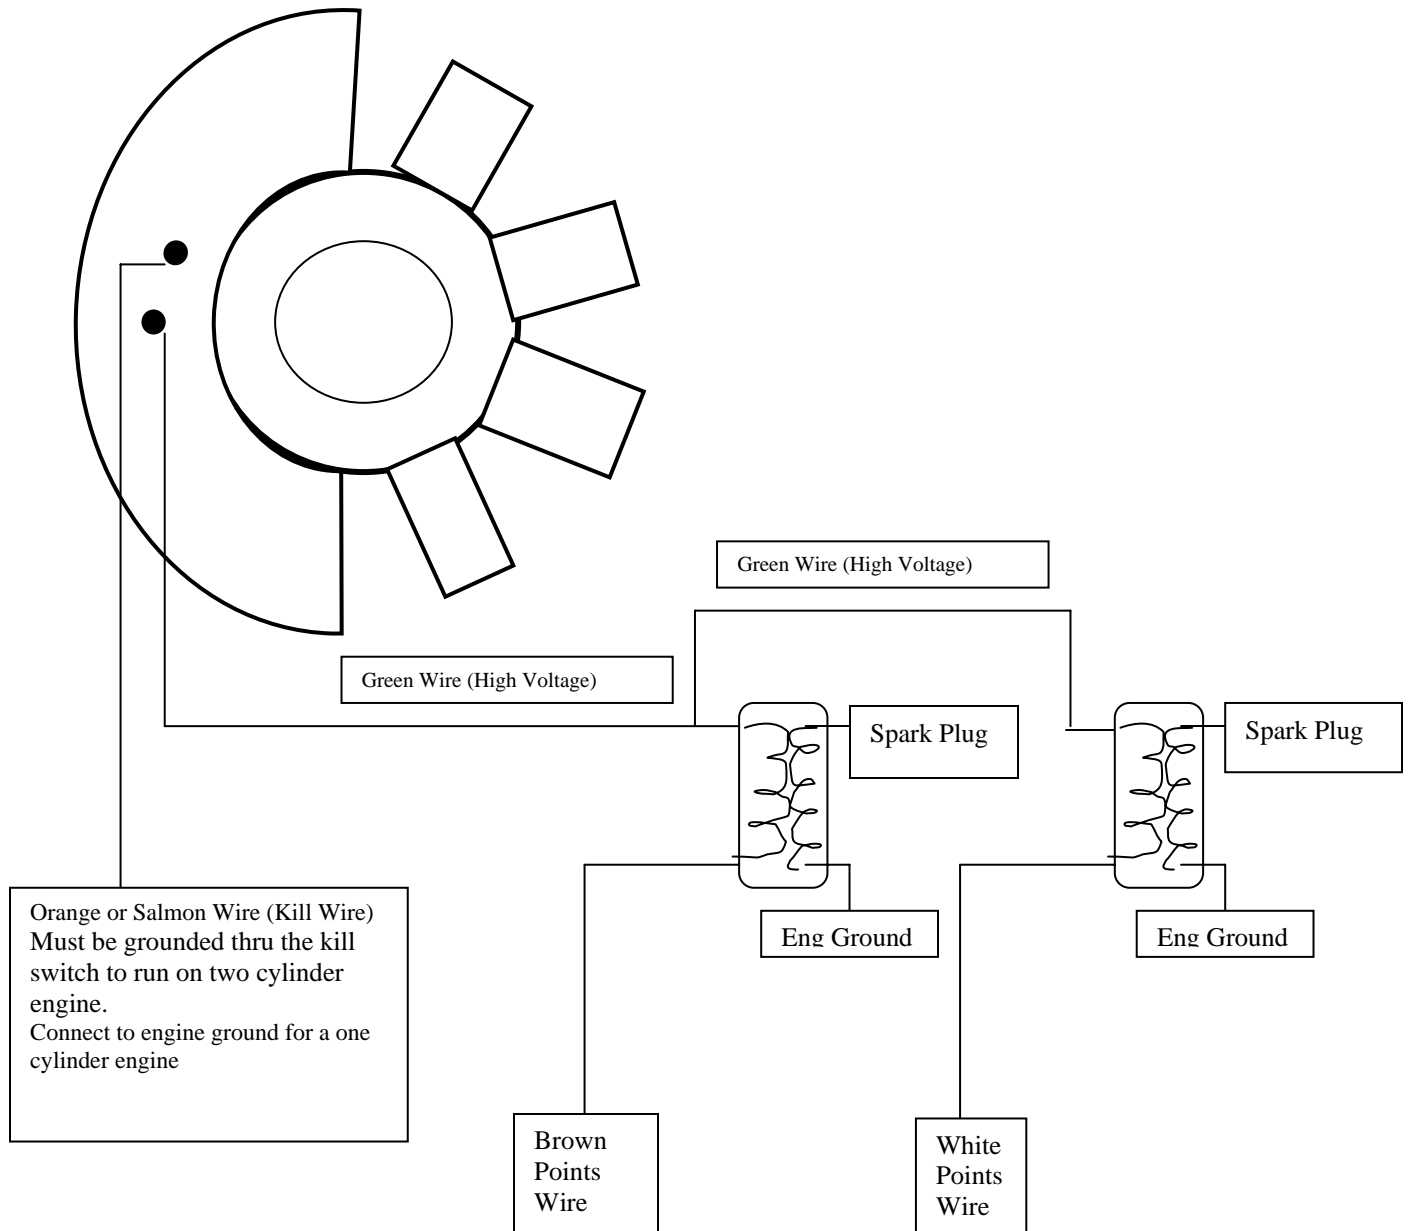 Green Wire (High Voltage)
Green Wire (High Voltage)
Spark Plug
Spark Plug
Orange or Salmon Wire (Kill Wire)
Must be grounded thru the kill
switch to run on two cylinder
engine.
Connect to engine ground for a one
cylinder engine
Eng Ground
Eng Ground
Brown
Points
Wire
White
Points
Wire